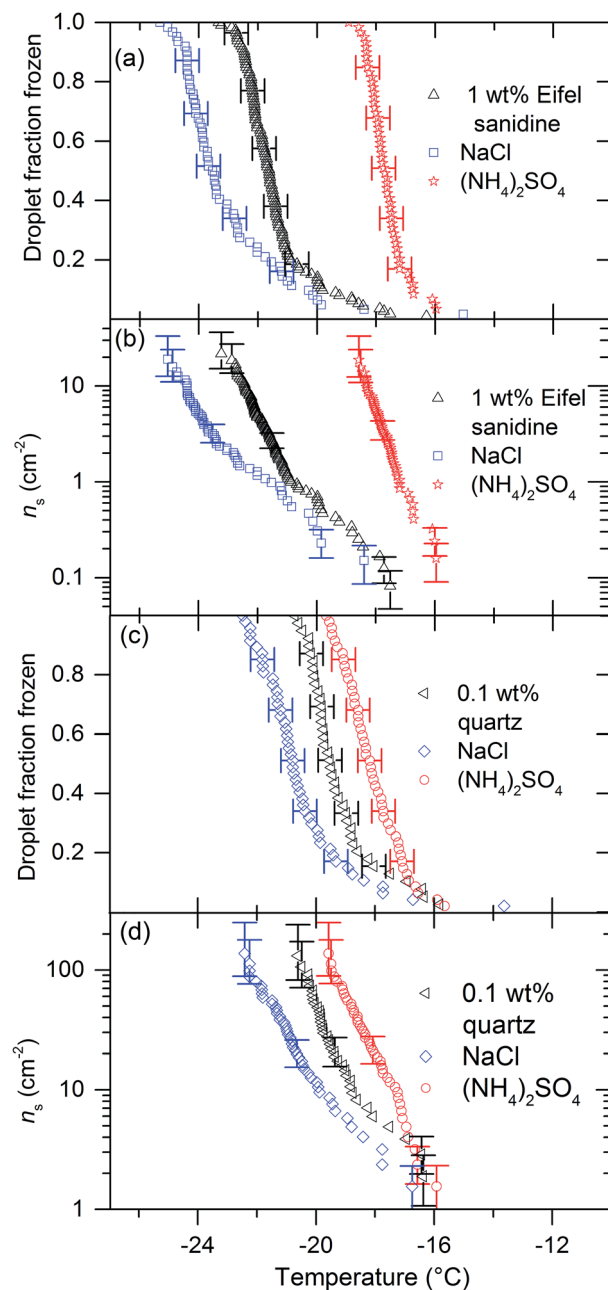 1.0
(a)
0.8
0.6
0.4
0.2
Droplet fraction frozen
1 wt% Eifel
sanidine
NaCl
(NH₄)₂SO₄
(b)
10
1
0.1
nₛ (cm⁻²)
1 wt% Eifel
sanidine
NaCl
(NH₄)₂SO₄
(c)
0.8
0.6
0.4
0.2
Droplet fraction frozen
0.1 wt%
quartz
NaCl
(NH₄)₂SO₄
(d)
100
10
1
nₛ (cm⁻²)
0.1 wt%
quartz
NaCl
(NH₄)₂SO₄
-24 -20 -16 -12
Temperature (°C)